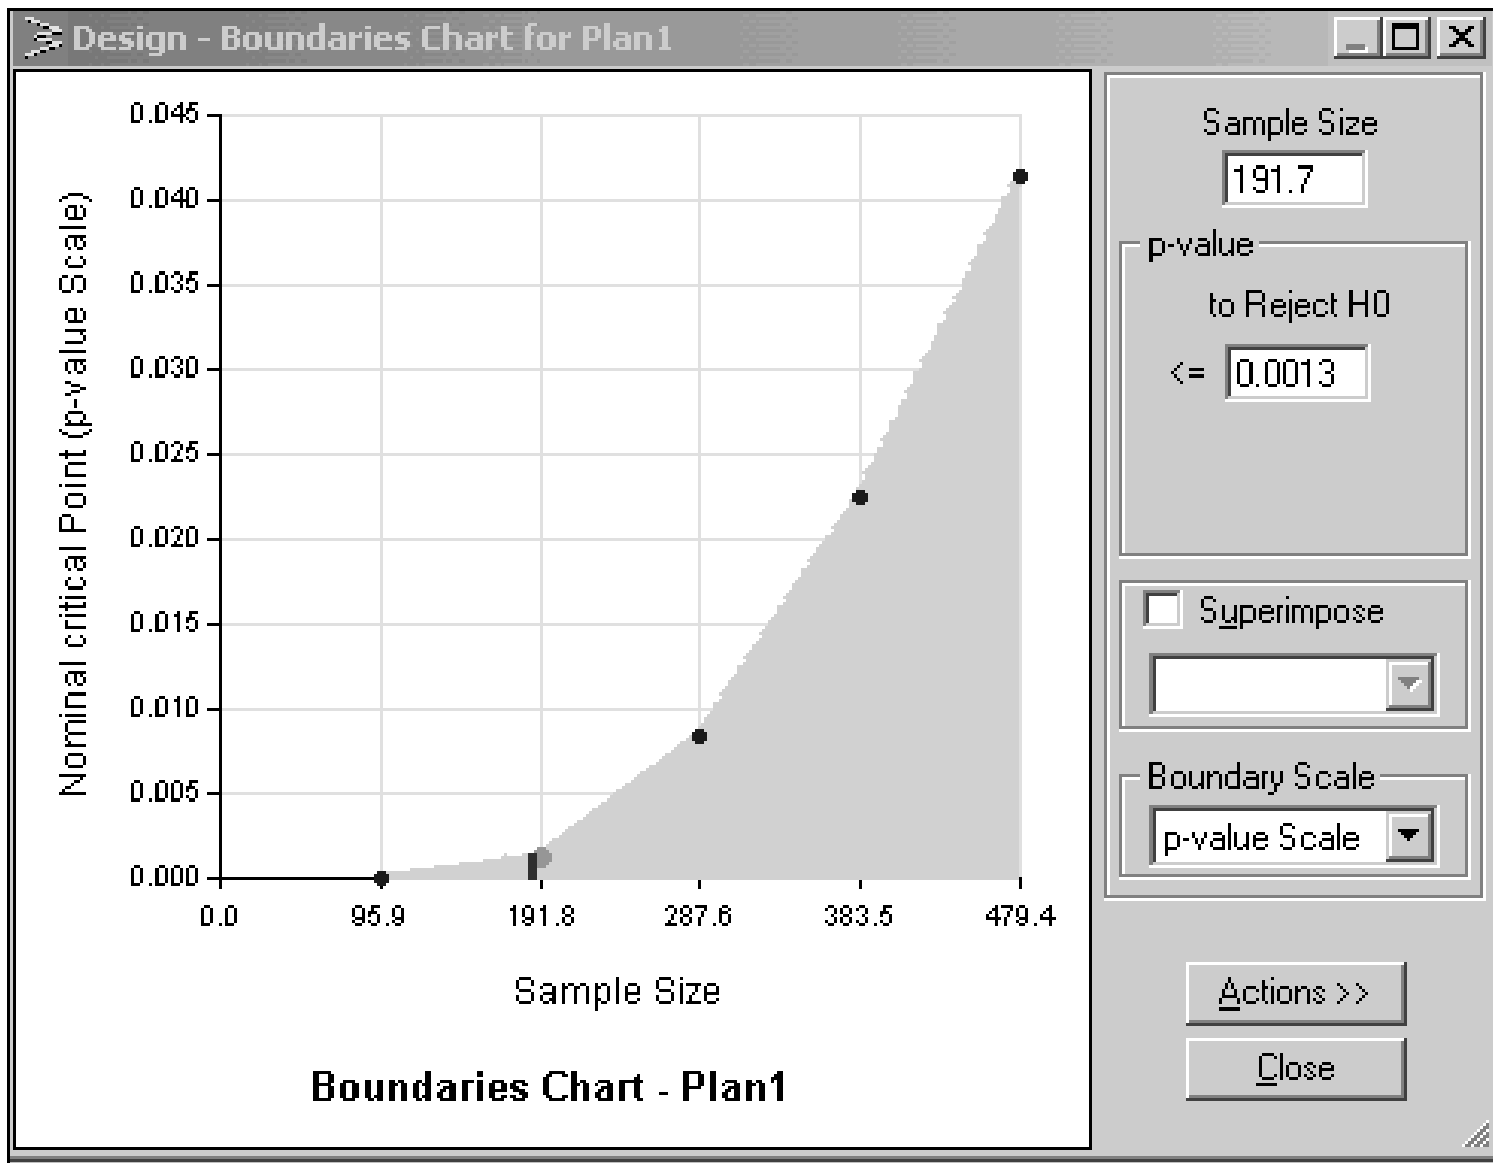 Design - Boundaries Chart for Plan1
0.045
0.040
0.035
0.030
0.025
0.020
0.015
0.010
0.005
0.000
Nominal critical Point (p-value Scale)
0.0
95.9
191.8
287.6
383.5
479.4
Sample Size
Boundaries Chart - Plan1
Sample Size
191.7
p-value
to Reject H0
<= 0.0013
Superimpose
Boundary Scale
p-value Scale
Actions >>
Close